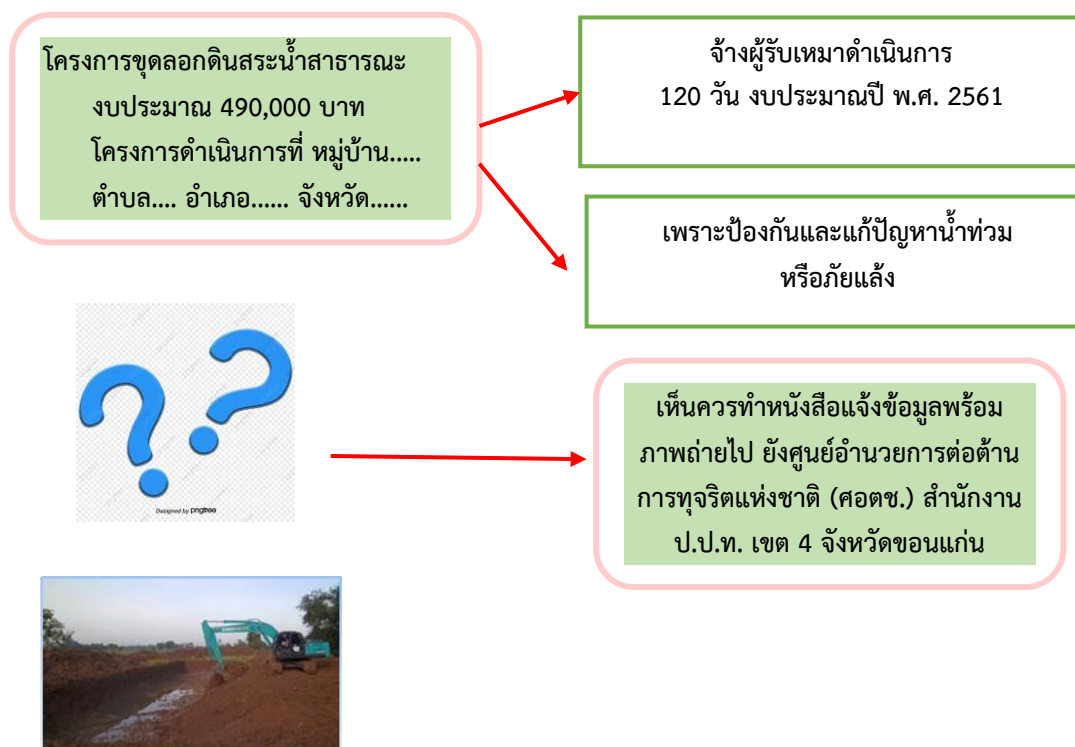 โครงการขุดลอกดินสระน้ำสาธารณะ
งบประมาณ 490,000 บาท
โครงการดำเนินการที่ หมู่บ้าน.....
ตำบล.... อำเภอ...... จังหวัด......
จ้างผู้รับเหมาดำเนินการ
120 วัน งบประมาณปี พ.ศ. 2561
เพราะป้องกันและแก้ปัญหาน้ำท่วม
หรือภัยแล้ง
เห็นควรทำหนังสือแจ้งข้อมูลพร้อม
ภาพถ่ายไป ยังศูนย์อำนวยการต่อต้าน
การทุจริตแห่งชาติ (ศอตช.) สำนักงาน
ป.ป.ท. เขต 4 จังหวัดขอนแก่น
Designed by pngtree